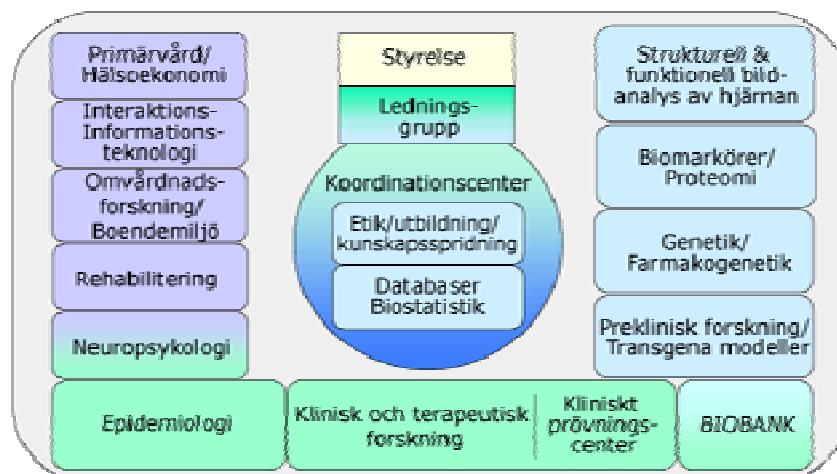 Primärvård/
Hälsoekonomi
Interaktions-
Informations-
teknologi
Omvårdnads-
forskning/
Boendemiljö
Rehabilitering
Neuropsykologi
Styrelse
Lednings-
grupp
Koordinationscenter
Etik/utbildning/
kunskapsspridning
Databaser
Biostatistik
Strukturell &
funktionell bild-
analys av hjärnan
Biomarkörer/
Proteomi
Genetik/
Farmakogenetik
Preklinisk forskning/
Transgena modeller
Epidemiologi
Klinisk och terapeutisk
forskning
Kliniskt
prövnings-
center
BIOBANK